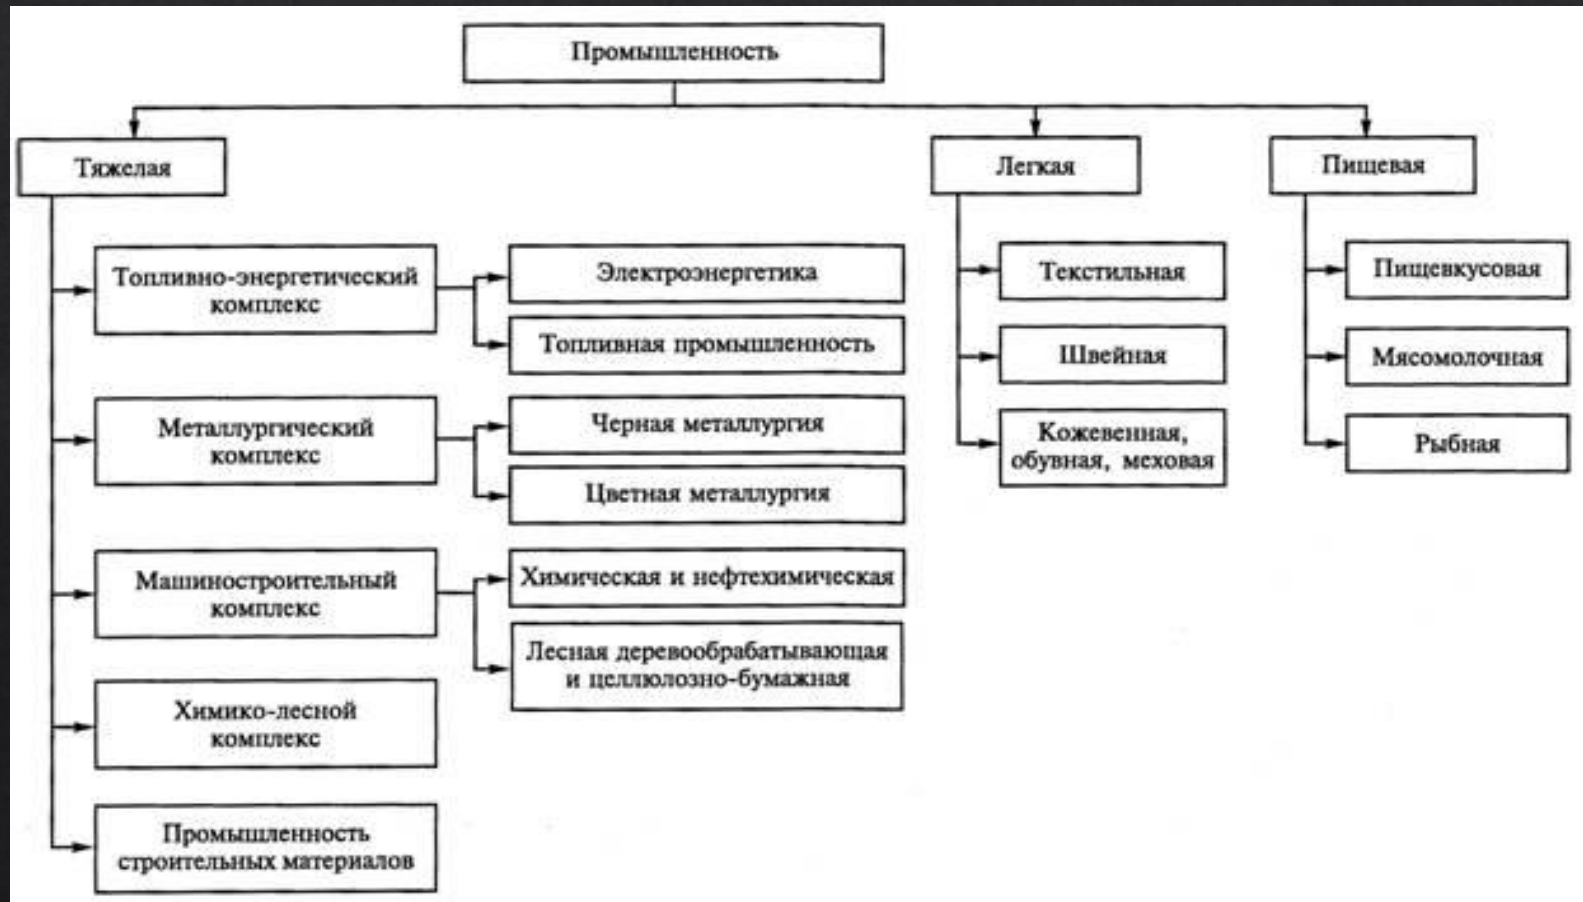 Промышленность
Тяжелая
Легкая
Пищевая
Топливно-энергетический
комплекс
Электроэнергетика
Топливная промышленность
Металлургический
комплекс
Черная металлургия
Цветная металлургия
Машиностроительный
комплекс
Химическая и нефтехимическая
Лесная деревообрабатывающая
и целлюлозно-бумажная
Химико-лесной
комплекс
Промышленность
строительных материалов
Текстильная
Швейная
Кожевенная,
обувная, меховая
Пищевкусовая
Мясомолочная
Рыбная